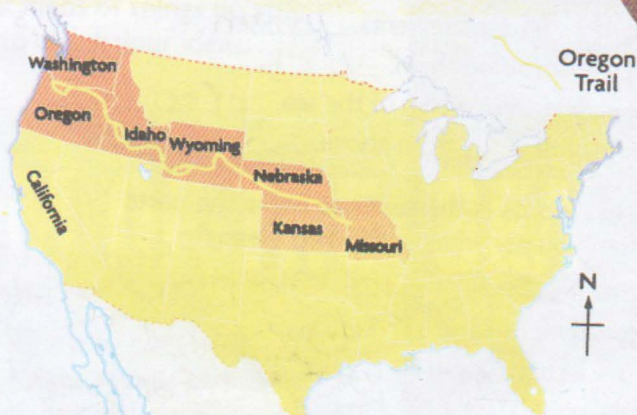 Oregon
Trail
Washington
Oregon
Idaho
Wyoming
Nebraska
California
Kansas
Missouri
N